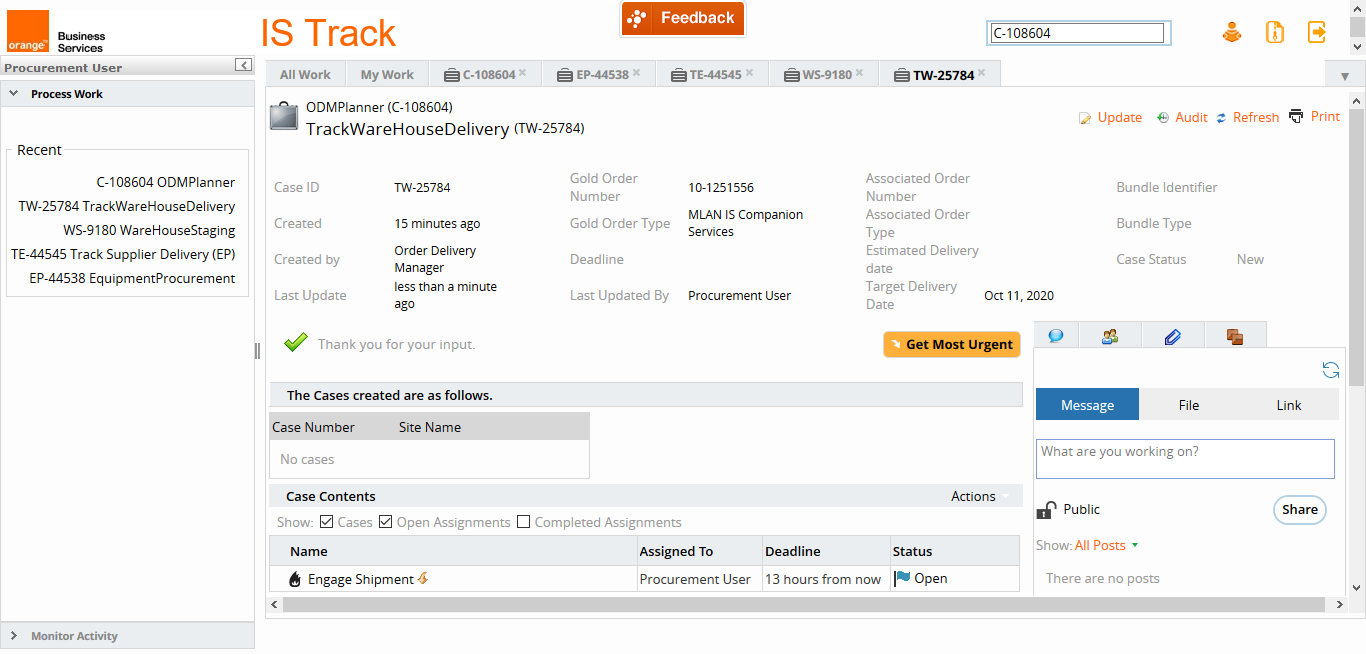 orange™
Business
Services
IS Track
Feedback
C-108604
Procurement User
Process Work
Recent
C-108604 ODMPlanner
TW-25784 TrackWareHouseDelivery
WS-9180 WareHouseStaging
TE-44545 Track Supplier Delivery (EP)
EP-44538 EquipmentProcurement
Monitor Activity
All Work
My Work
C-108604
EP-44538
TE-44545
WS-9180
TW-25784
ODMPlanner (C-108604)
TrackWareHouseDelivery (TW-25784)
Update
Audit
Refresh
Print
Case ID
TW-25784
Gold Order
Number
10-1251556
Associated Order
Number
Bundle Identifier
Created
15 minutes ago
Gold Order Type
MLAN IS Companion
Services
Associated Order
Type
Bundle Type
Created by
Order Delivery
Manager
Deadline
Estimated Delivery
date
Case Status
New
Last Update
less than a minute
ago
Last Updated By
Procurement User
Target Delivery
Date
Oct 11, 2020
Thank you for your input.
Get Most Urgent
The Cases created are as follows.
Case Number
Site Name
No cases
Case Contents
Actions
Show:
Cases
Open Assignments
Completed Assignments
Name
Assigned To
Deadline
Status
Engage Shipment
Procurement User
13 hours from now
Open
Message
File
Link
What are you working on?
Public
Share
Show: All Posts
There are no posts